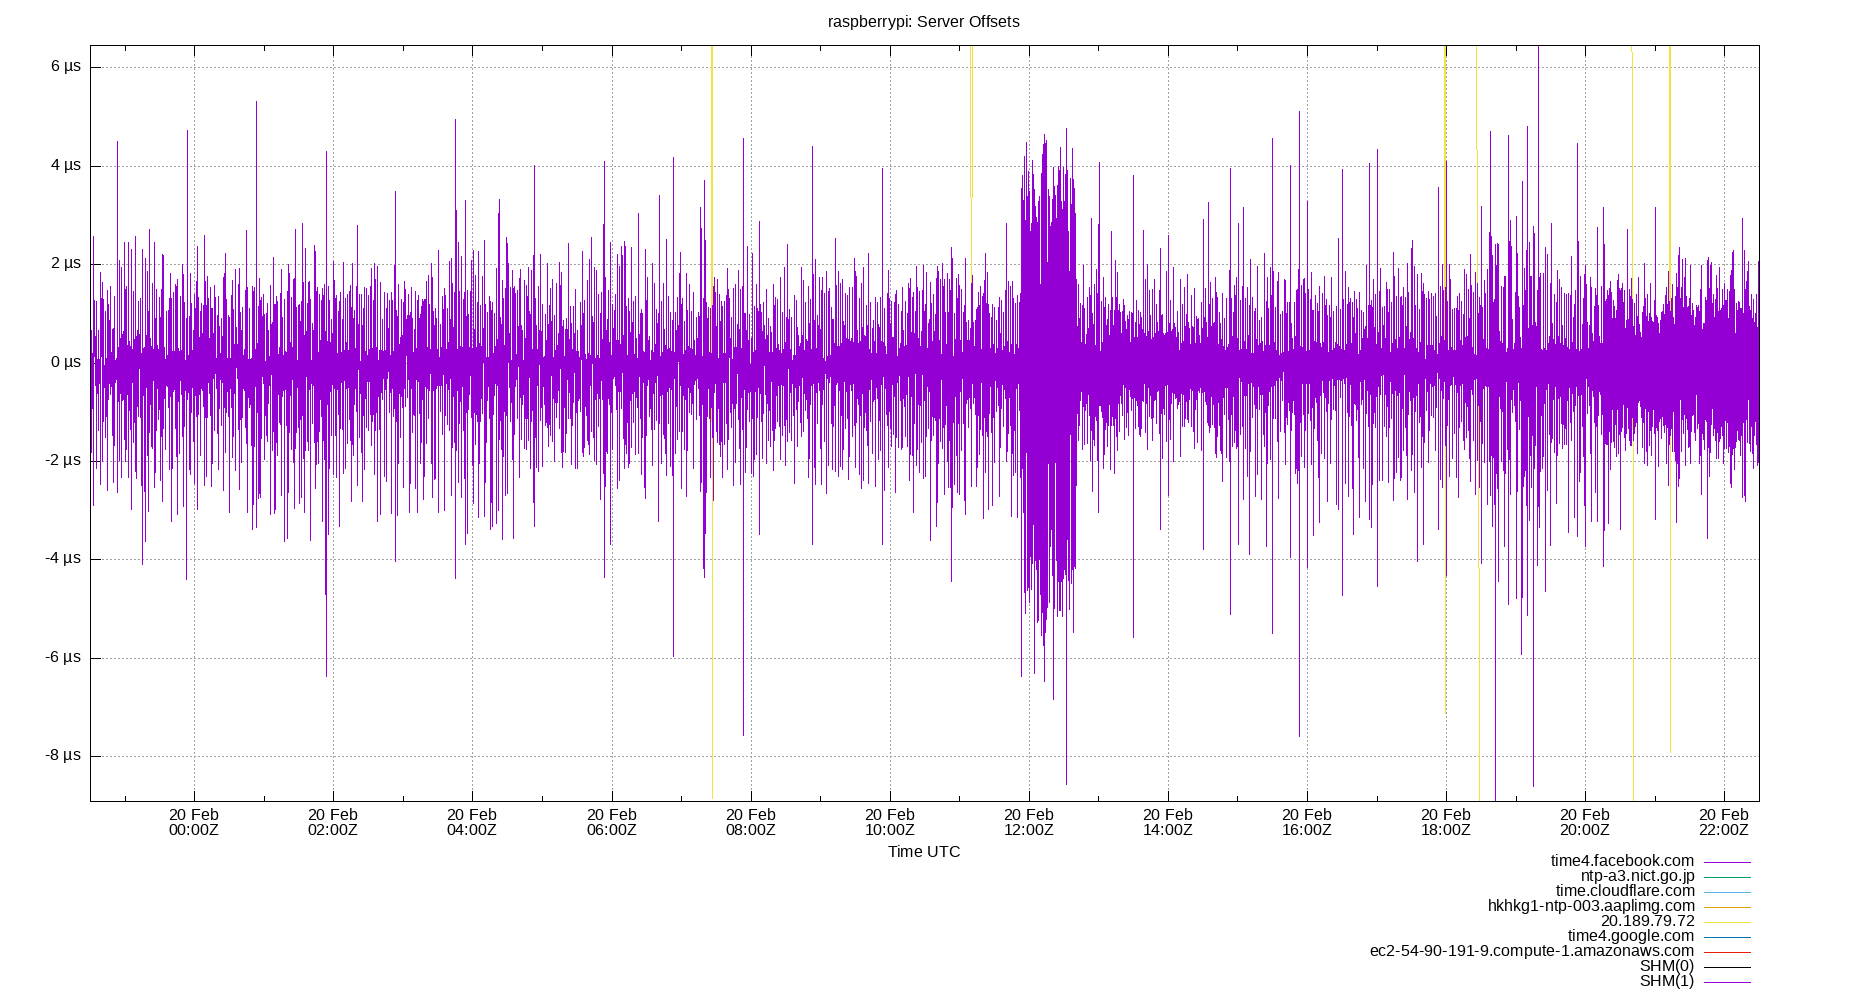 raspberrypi: Server Offsets
6 µs
4 µs
2 µs
0 µs
-2 µs
-4 µs
-6 µs
-8 µs
20 Feb 20 Feb 20 Feb 20 Feb 20 Feb 20 Feb 20 Feb 20 Feb 20 Feb 20 Feb 20 Feb 20 Feb
00:00Z 02:00Z 04:00Z 06:00Z 08:00Z 10:00Z 12:00Z 14:00Z 16:00Z 18:00Z 20:00Z 22:00Z
Time UTC
time4.facebook.com
ntp-a3.nict.go.jp
time.cloudflare.com
hkhkg1-ntp-003.aaplimg.com
20.189.79.72
time4.google.com
ec2-54-90-191-9.compute-1.amazonaws.com
SHM(0)
SHM(1)